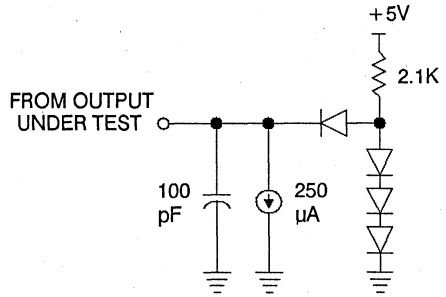 +5V
2.1K
FROM OUTPUT
UNDER TEST
100
pF
250
µA